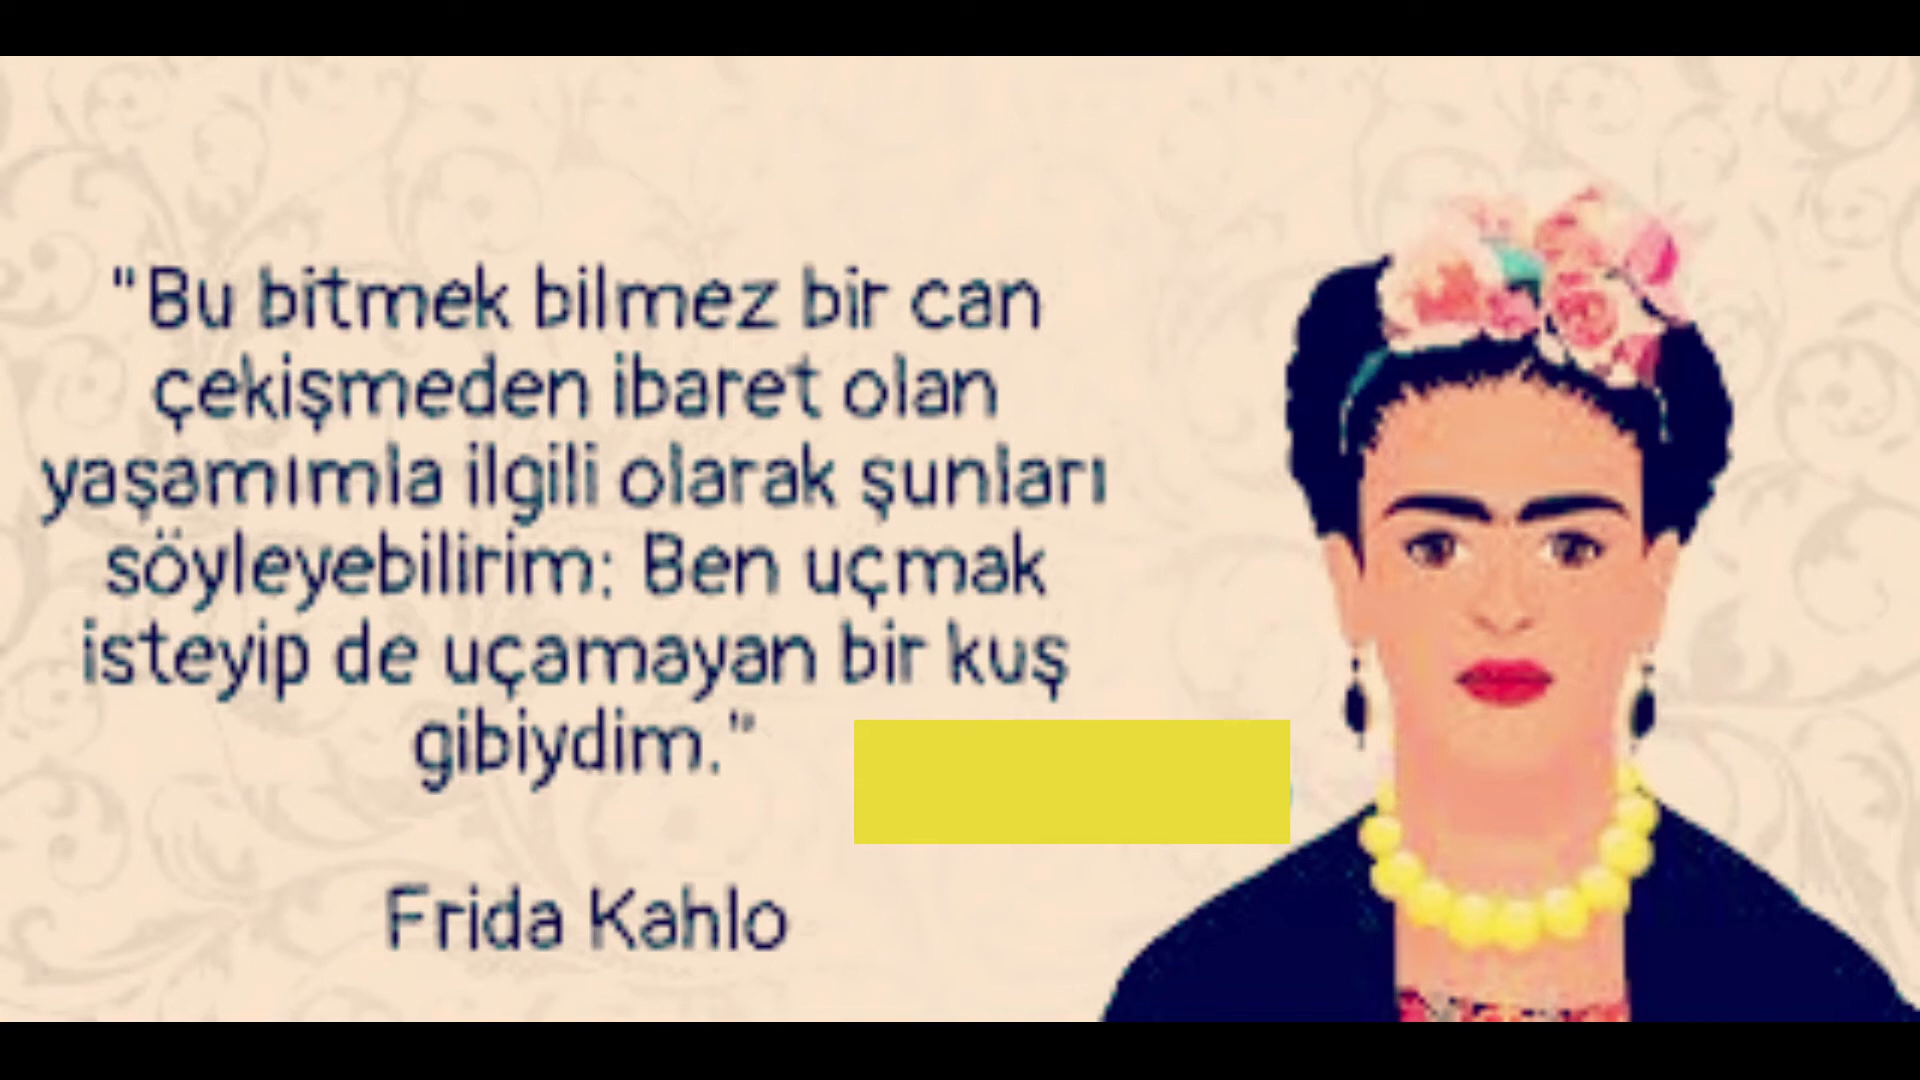 "Bu bitmek bilmez bir can
çekişmeden ibaret olan
yaşamımla ilgili olarak şunları
söyleyebilirim: Ben uçmak
isteyip de uçamayan bir kuş
gibiydim."
Frida Kahlo